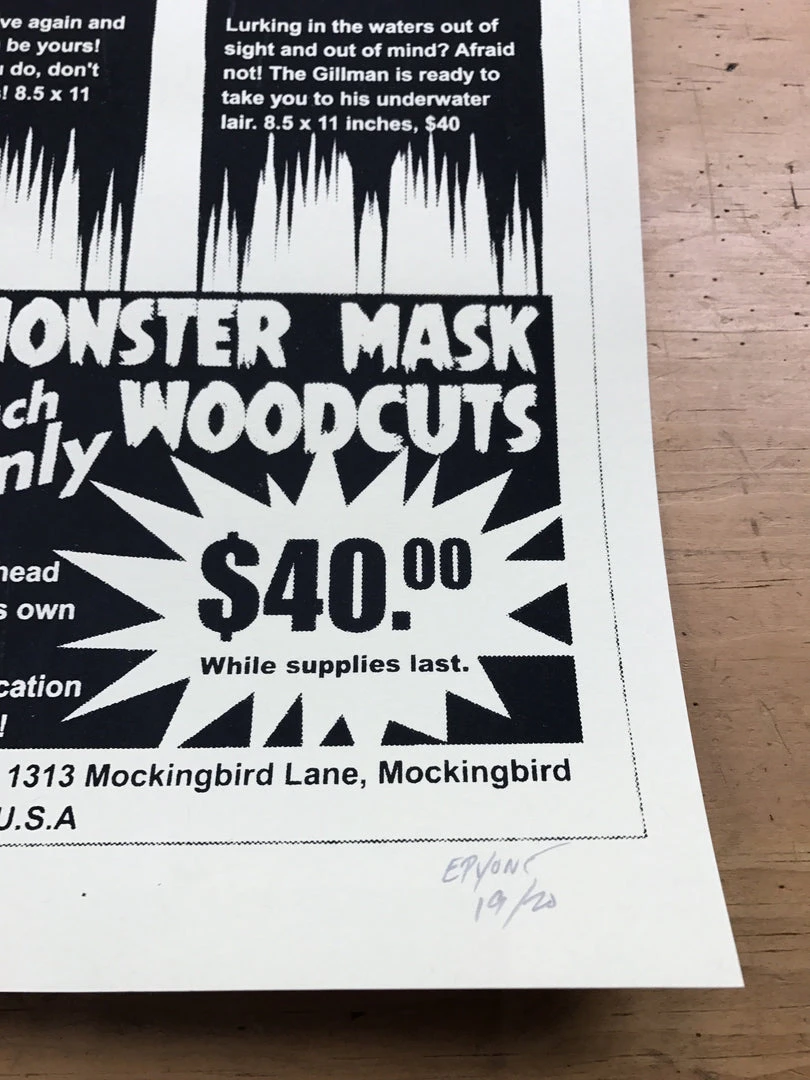 ve again and
be yours!
u do, don't
! 8.5 x 11
Lurking in the waters out of
sight and out of mind? Afraid
not! The Gillman is ready to
take you to his underwater
lair. 8.5 x 11 inches, $40
MONSTER MASK
ch WOODCUTS
nly
head
s own
cation
!
$40.00
While supplies last.
1313 Mockingbird Lane, Mockingbird
U.S.A
EPYONE
19/20